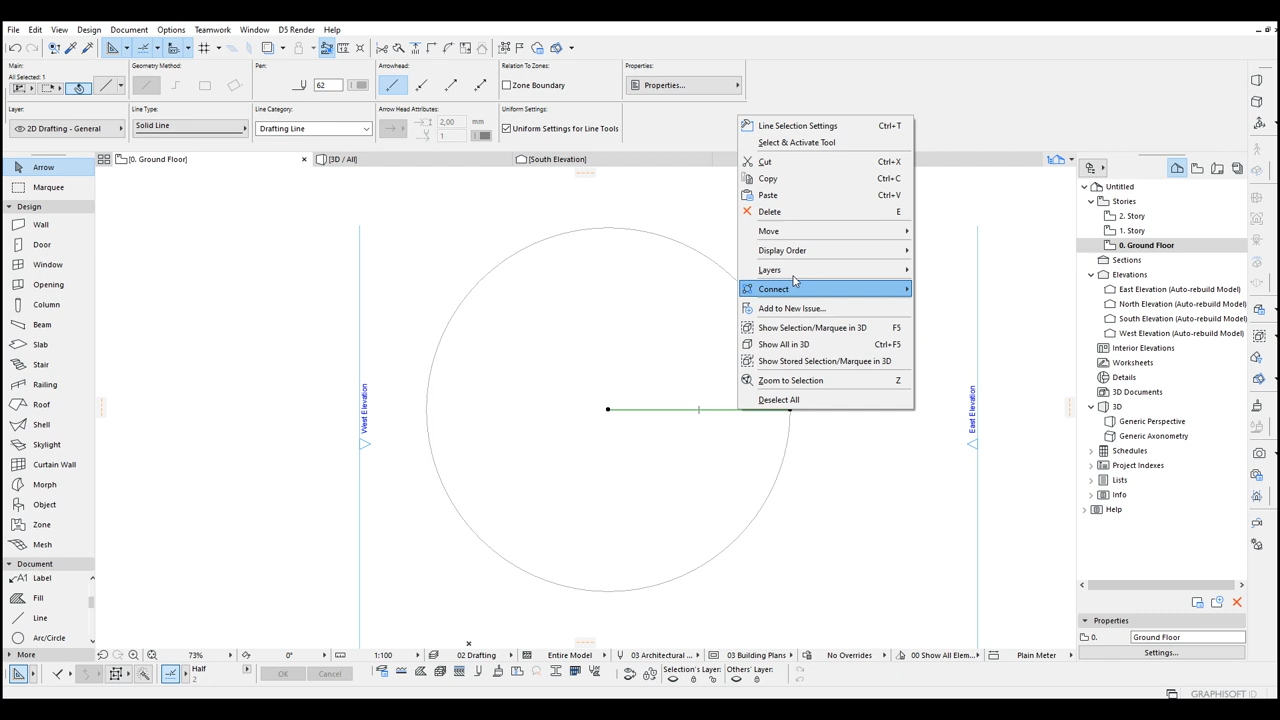 File Edit View Design Document Options Teamwork Window D5 Render Help
Main: Geometry Method: Pen: Arrowhead: Relation To Zones: Properties:
All Selected: 1
62
Zone Boundary
Properties...
Layer: Line Type: Line Category: Arrow Head Attributes: Uniform Settings:
2D Drafting - General
Solid Line
Drafting Line
2,00 mm
1
Uniform Settings for Line Tools
[0. Ground Floor]
[3D / All]
[South Elevation]
Arrow
Marquee
Design
Wall
Door
Window
Opening
Column
Beam
Slab
Stair
Railing
Roof
Shell
Skylight
Curtain Wall
Morph
Object
Zone
Mesh
Document
Label
Fill
Line
Arc/Circle
More
West Elevation
East Elevation
Line Selection Settings Ctrl+T
Select & Activate Tool
Cut Ctrl+X
Copy Ctrl+C
Paste Ctrl+V
Delete E
Move
Display Order
Layers
Connect
Add to New Issue...
Show Selection/Marquee in 3D F5
Show All in 3D Ctrl+F5
Show Stored Selection/Marquee in 3D
Zoom to Selection Z
Deselect All
Untitled
Stories
2. Story
1. Story
0. Ground Floor
Sections
Elevations
East Elevation (Auto-rebuild Model)
North Elevation (Auto-rebuild Model)
South Elevation (Auto-rebuild Model)
West Elevation (Auto-rebuild Model)
Interior Elevations
Worksheets
Details
3D Documents
3D
Generic Perspective
Generic Axonometry
Schedules
Project Indexes
Lists
Info
Help
Properties
0. Ground Floor
Settings...
73% 0° 1:100 02 Drafting Entire Model 03 Architectural ... 03 Building Plans No Overrides 00 Show All Elem... Plain Meter
Half
2
OK Cancel
Selection's Layer: Others' Layer:
GRAPHISOFT ID